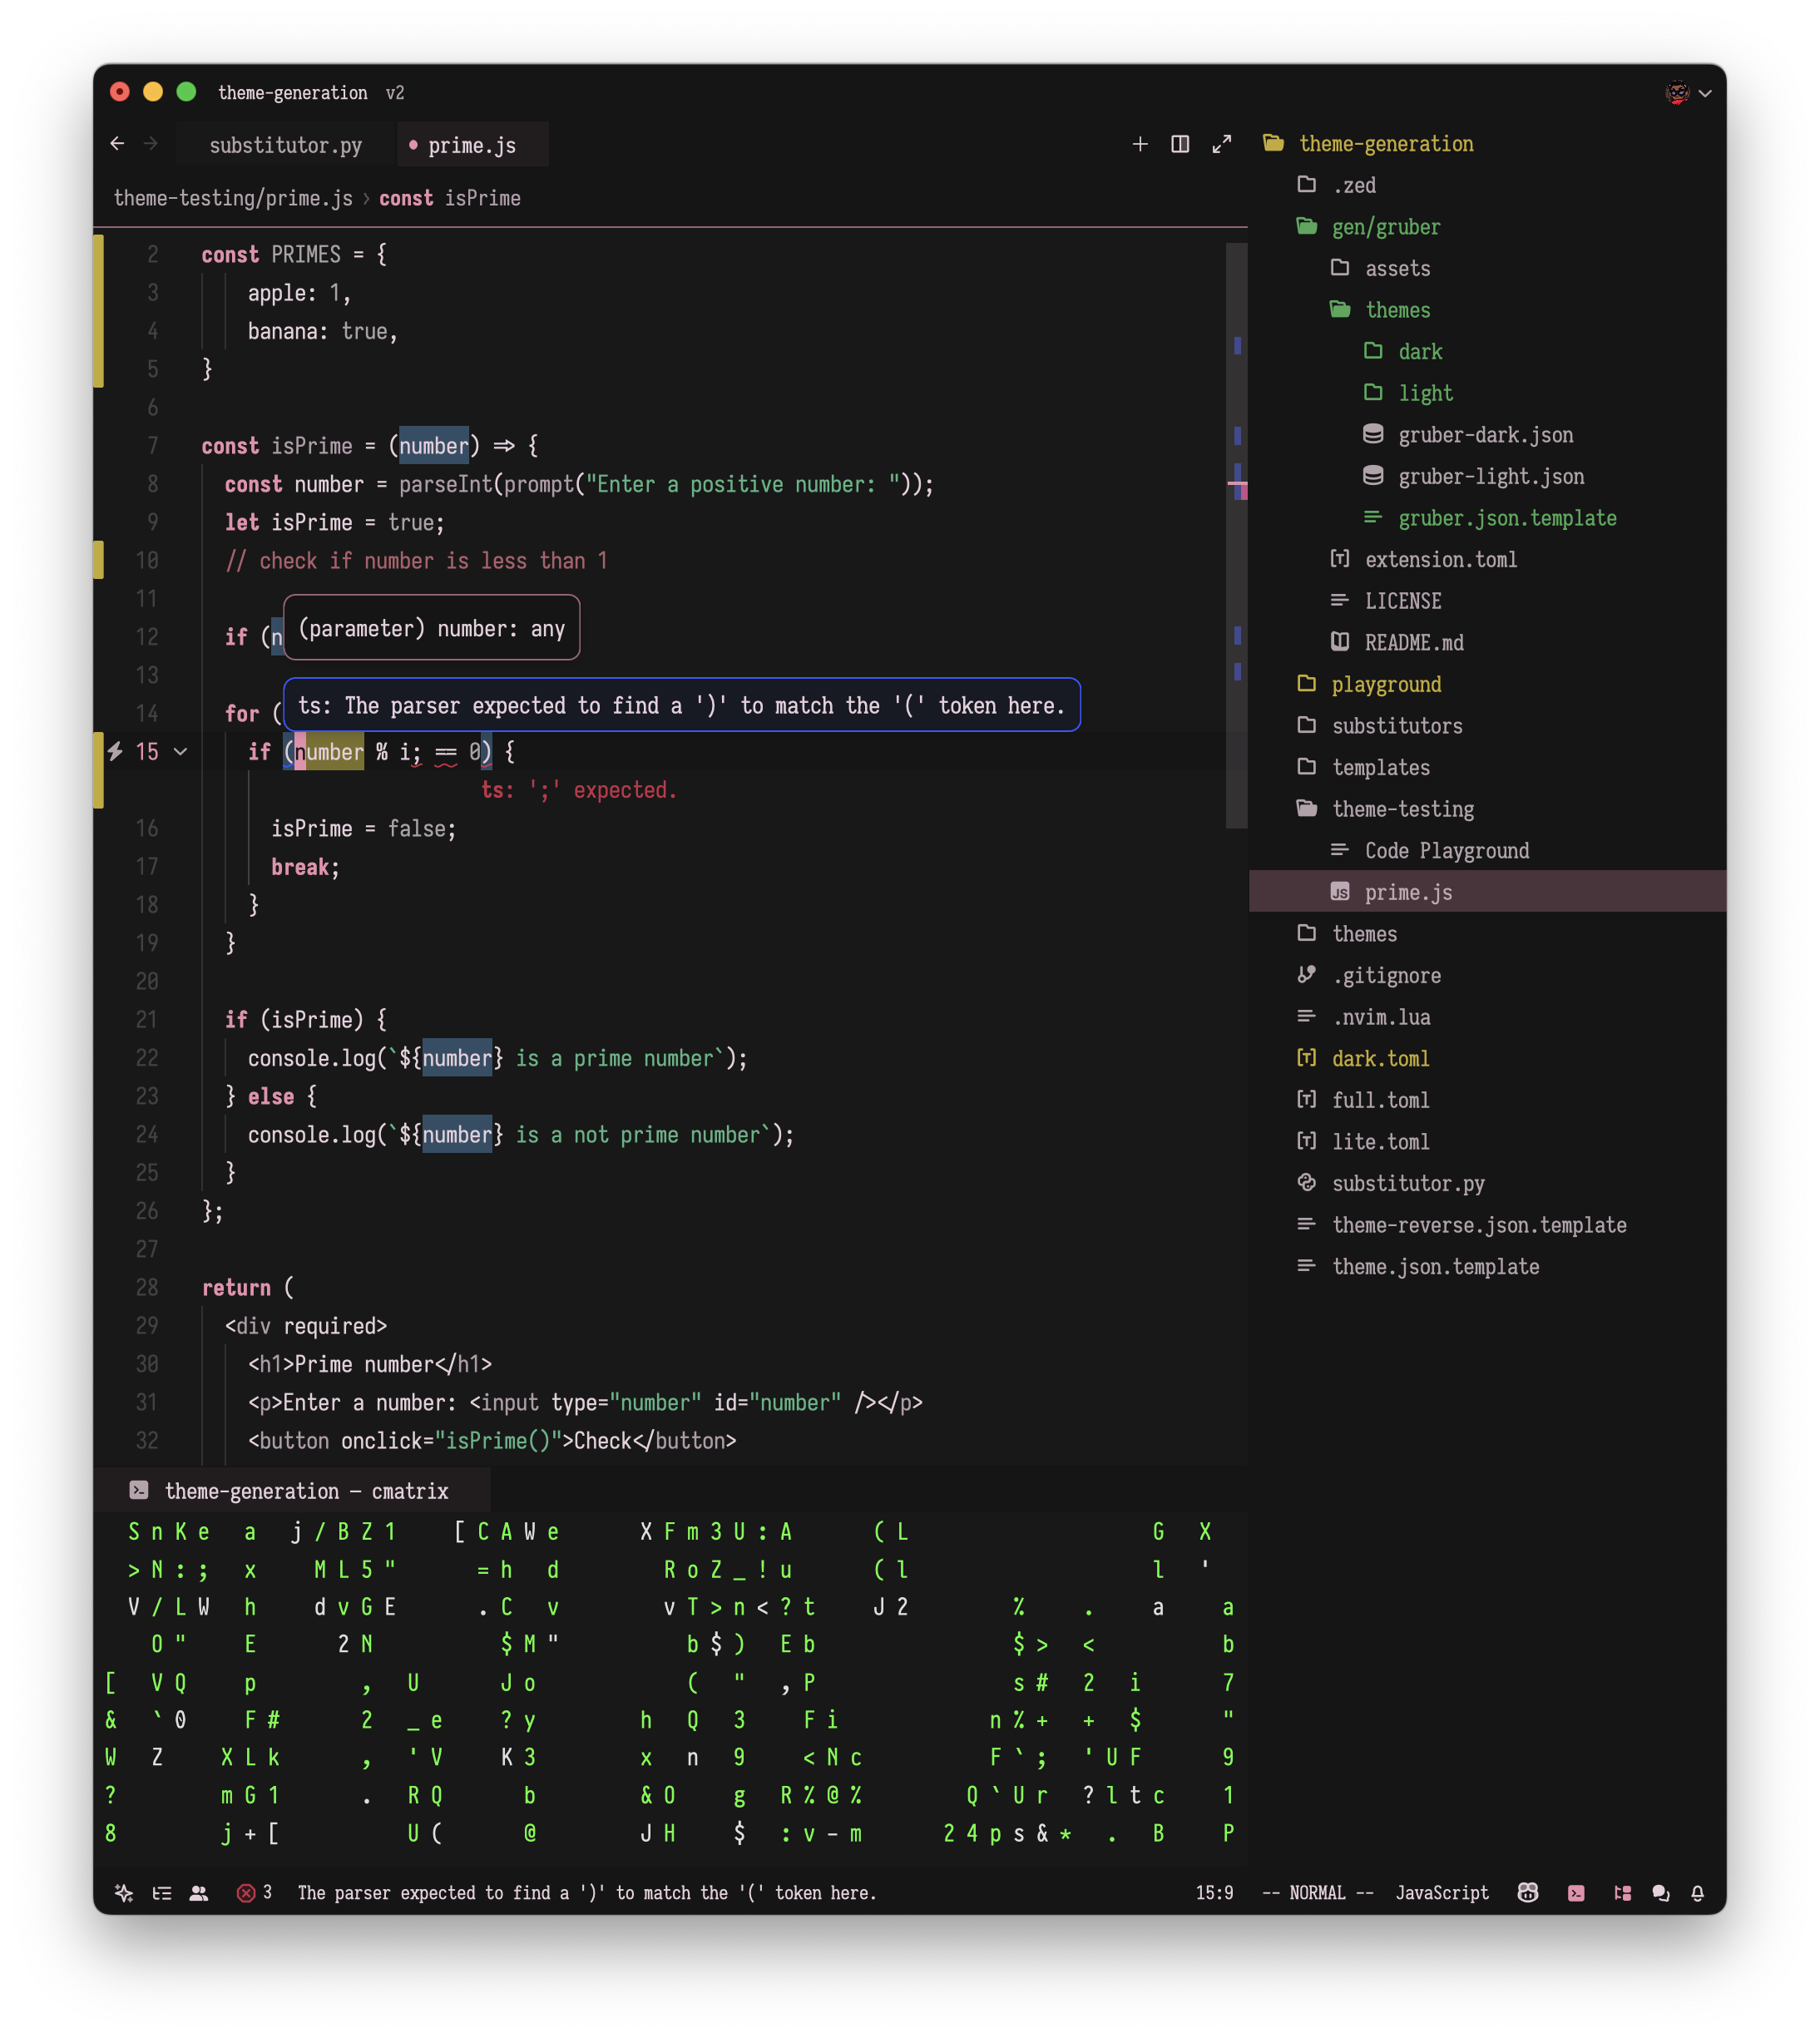 theme-generation v2
substitutor.py
prime.js
theme-testing/prime.js › const isPrime
2 const PRIMES = {
3 apple: 1,
4 banana: true,
5 }
6
7 const isPrime = (number) => {
8 const number = parseInt(prompt("Enter a positive number: "));
9 let isPrime = true;
10 // check if number is less than 1
11
(parameter) number: any
12 if (n
13
ts: The parser expected to find a ')' to match the '(' token here.
14 for (
15 if (number % i; == 0) {
ts: ';' expected.
16 isPrime = false;
17 break;
18 }
19 }
20
21 if (isPrime) {
22 console.log(`${number} is a prime number`);
23 } else {
24 console.log(`${number} is a not prime number`);
25 }
26 };
27
28 return (
29 <div required>
30 <h1>Prime number</h1>
31 <p>Enter a number: <input type="number" id="number" /></p>
32 <button onclick="isPrime()">Check</button>
theme-generation
.zed
gen/gruber
assets
themes
dark
light
gruber-dark.json
gruber-light.json
gruber.json.template
extension.toml
LICENSE
README.md
playground
substitutors
templates
theme-testing
Code Playground
JS prime.js
themes
.gitignore
.nvim.lua
dark.toml
full.toml
lite.toml
substitutor.py
theme-reverse.json.template
theme.json.template
theme-generation — cmatrix
S n K e a j / B Z 1 [ C A W e X F m 3 U : A ( L G X
> N : ; x M L 5 " = h d R o Z _ ! u ( l l '
V / L W h d v G E . C v v T > n < ? t J 2 % . a a
O " E 2 N $ M " b $ ) E b $ > < b
[ V Q p , U J o ( " , P s # 2 i 7
& ` 0 F # 2 _ e ? y h Q 3 F i n % + + $ "
W Z X L k , ' V K 3 x n 9 < N c F ` ; ' U F 9
? m G 1 . R Q b & O g R % @ % Q ` U r ? l t c 1
8 j + [ U ( @ J H $ : v - m 2 4 p s & * . B P
3 The parser expected to find a ')' to match the '(' token here.
15:9 -- NORMAL -- JavaScript